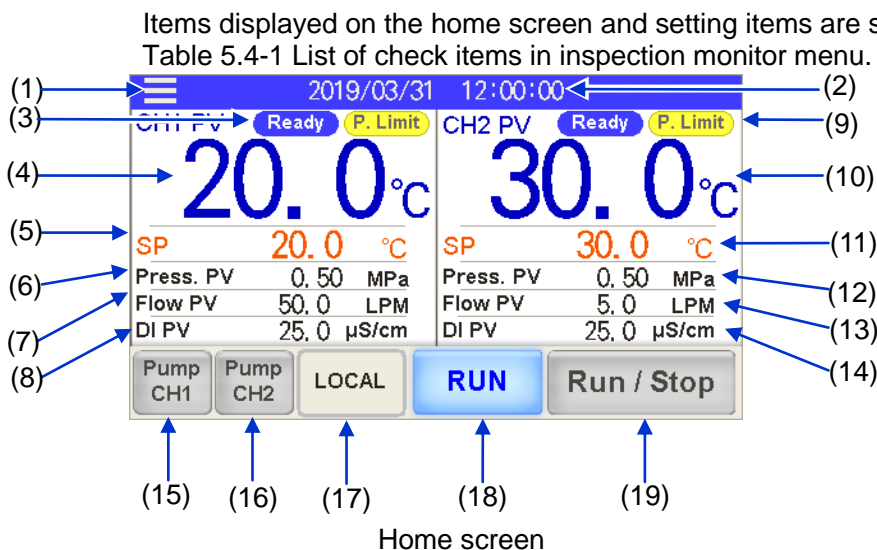 Items displayed on the home screen and setting items are s
Table 5.4-1 List of check items in inspection monitor menu.
(1) 2019/03/31 12:00:00 (2)
(3) CH1 PV Ready P. Limit CH2 PV Ready P. Limit (9)
(4) 20.0 °C 30.0 °C (10)
(5) SP 20.0 °C SP 30.0 °C (11)
(6) Press. PV 0.50 MPa Press. PV 0.50 MPa (12)
(7) Flow PV 50.0 LPM Flow PV 5.0 LPM (13)
(8) DI PV 25.0 µS/cm DI PV 25.0 µS/cm (14)
Pump CH1
Pump CH2
LOCAL
RUN
Run / Stop
(15) (16) (17) (18) (19)
Home screen